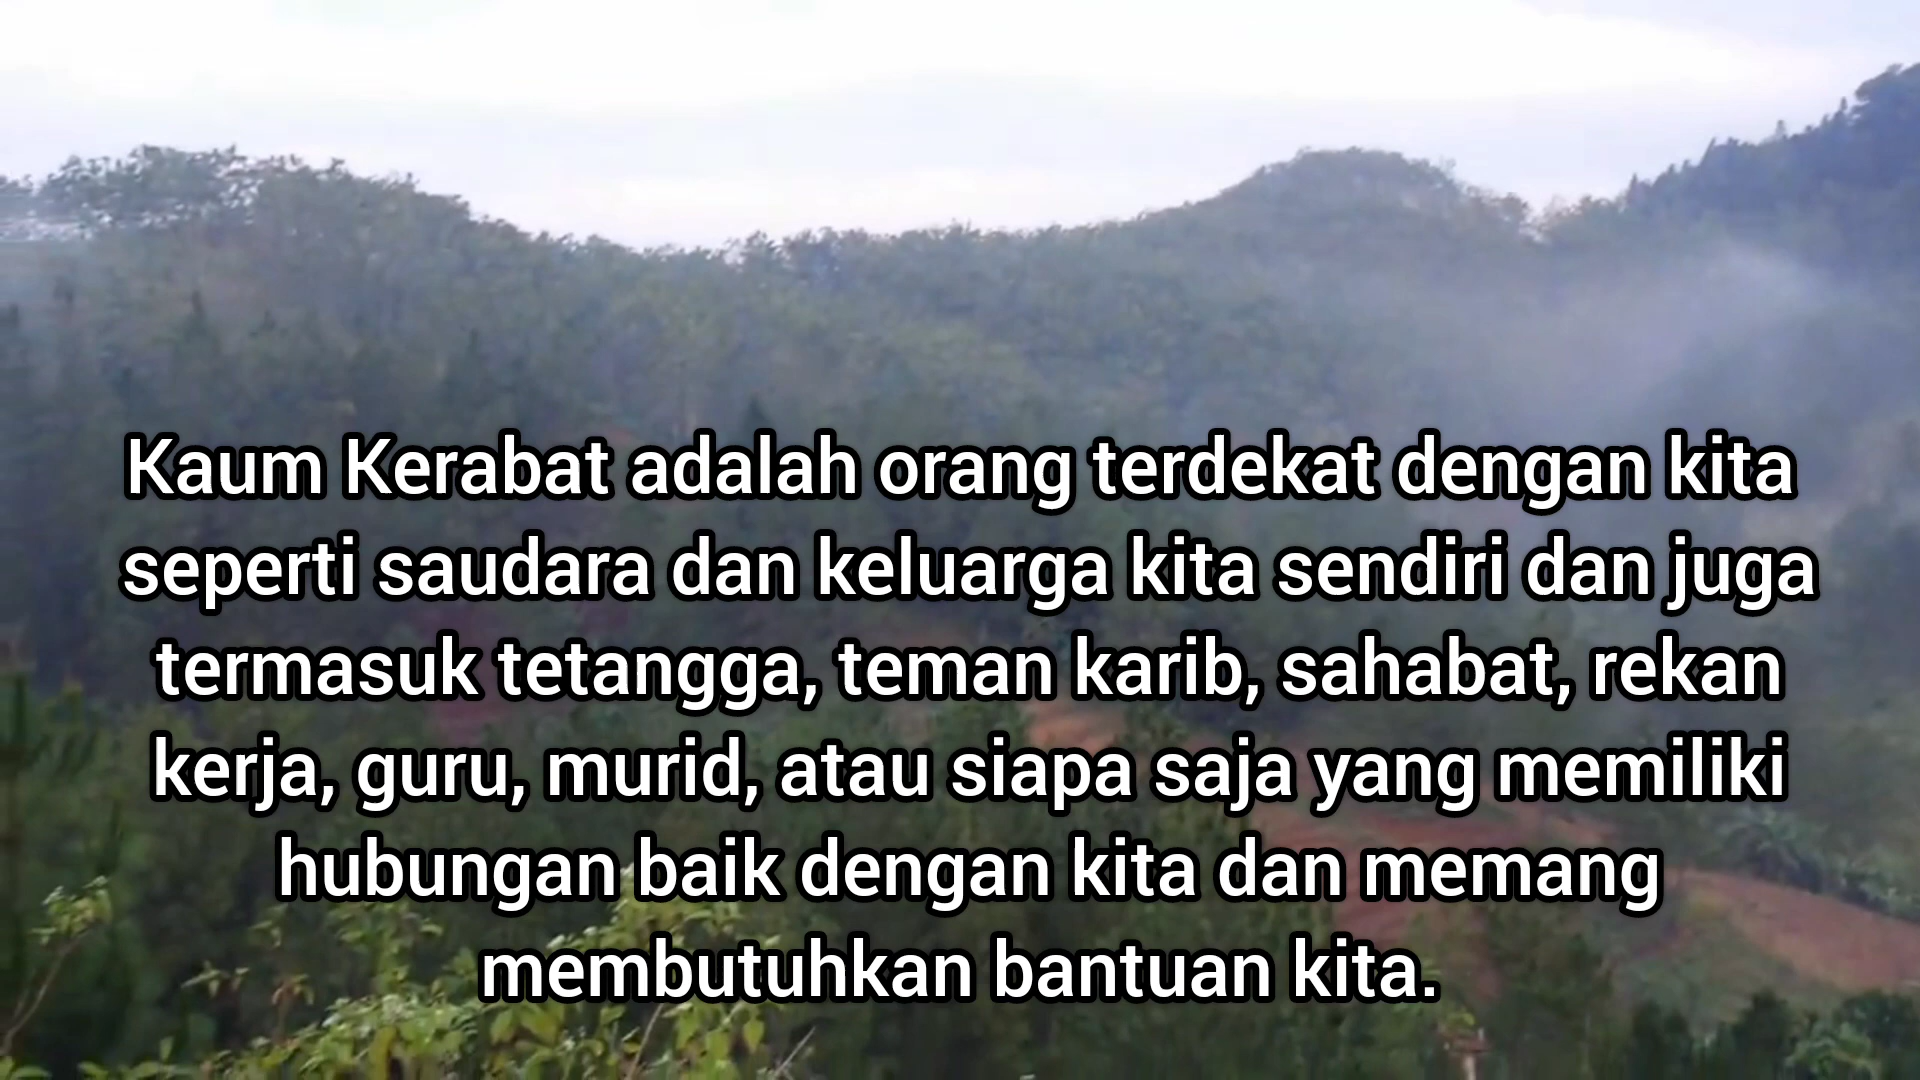 Kaum Kerabat adalah orang terdekat dengan kita
seperti saudara dan keluarga kita sendiri dan juga
termasuk tetangga, teman karib, sahabat, rekan
kerja, guru, murid, atau siapa saja yang memiliki
hubungan baik dengan kita dan memang
membutuhkan bantuan kita.